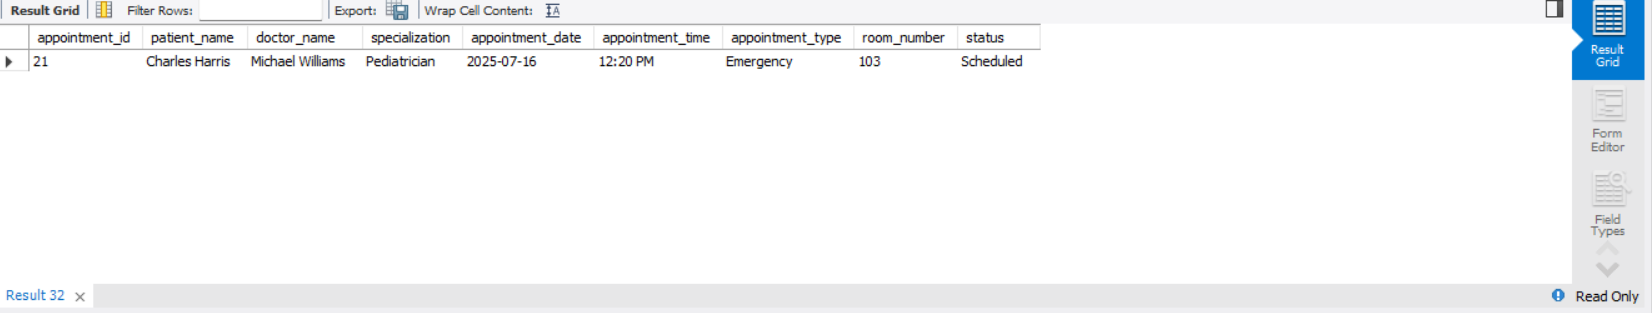 Result Grid Filter Rows: Export: Wrap Cell Content: IA
appointment_id patient_name doctor_name specialization appointment_date appointment_time appointment_type room_number status
21 Charles Harris Michael Williams Pediatrician 2025-07-16 12:20 PM Emergency 103 Scheduled
Result
Grid
Form
Editor
Field
Types
Result 32 Read Only